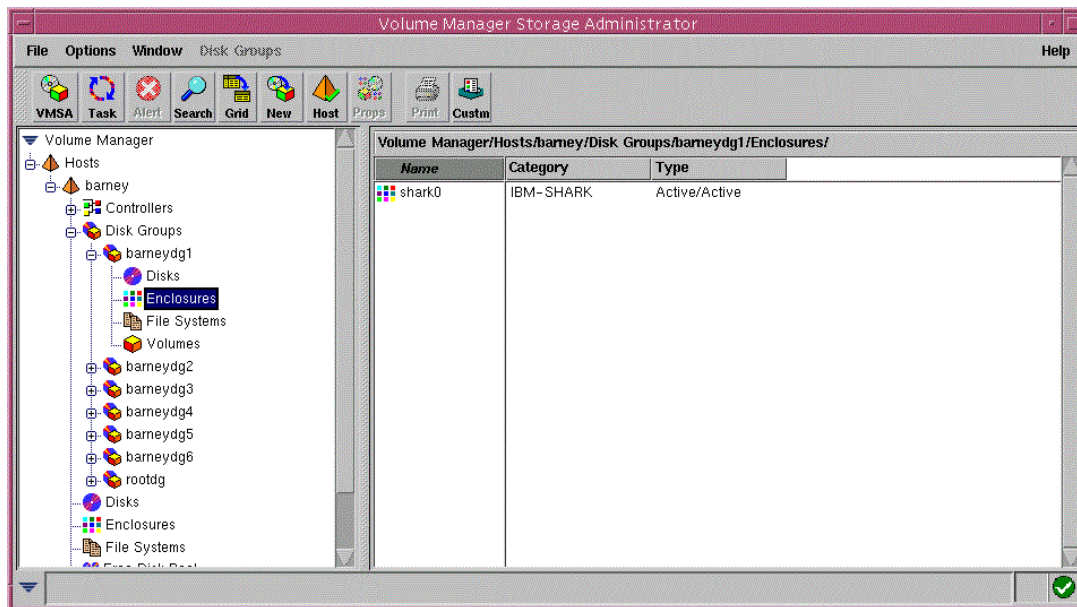 Volume Manager Storage Administrator
File Options Window Disk Groups Help
VMSA Task Alert Search Grid New Host Props Print Custm
Volume Manager
Hosts
barney
Controllers
Disk Groups
barneydg1
Disks
Enclosures
File Systems
Volumes
barneydg2
barneydg3
barneydg4
barneydg5
barneydg6
rootdg
Disks
Enclosures
File Systems
Free Disk Pool
Volume Manager/Hosts/barney/Disk Groups/barneydg1/Enclosures/
Name Category Type
shark0 IBM-SHARK Active/Active